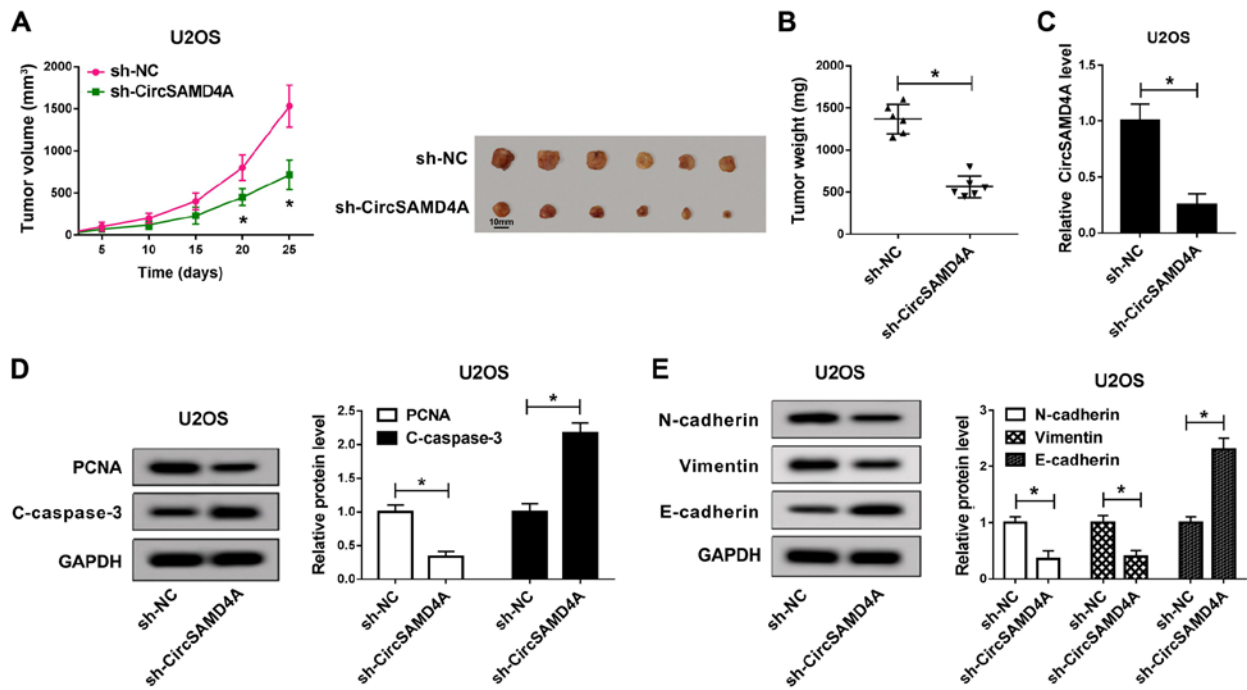 A
U2OS
sh-NC
sh-CircSAMD4A
Tumor volume (mm³)
2000
1500
1000
500
0
*
*
5 10 15 20 25
Time (days)
sh-NC
sh-CircSAMD4A
10mm
B
Tumor weight (mg)
2000
1500
1000
500
0
*
sh-NC
sh-CircSAMD4A
C
U2OS
Relative CircSAMD4A level
1.5
1.0
0.5
0.0
*
sh-NC
sh-CircSAMD4A
D
U2OS
PCNA
C-caspase-3
GAPDH
sh-NC
sh-CircSAMD4A
U2OS
Relative protein level
2.5
2.0
1.5
1.0
0.5
0.0
PCNA
C-caspase-3
*
*
sh-NC
sh-CircSAMD4A
sh-NC
sh-CircSAMD4A
E
U2OS
N-cadherin
Vimentin
E-cadherin
GAPDH
sh-NC
sh-CircSAMD4A
U2OS
Relative protein level
3
2
1
0
N-cadherin
Vimentin
E-cadherin
*
*
*
sh-NC
sh-CircSAMD4A
sh-NC
sh-CircSAMD4A
sh-NC
sh-CircSAMD4A